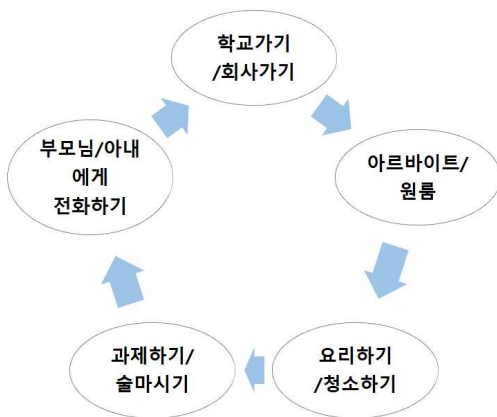 학교가기
/회사가기
아르바이트/
원룸
요리하기
/청소하기
과제하기/
술마시기
부모님/아내
에게
전화하기